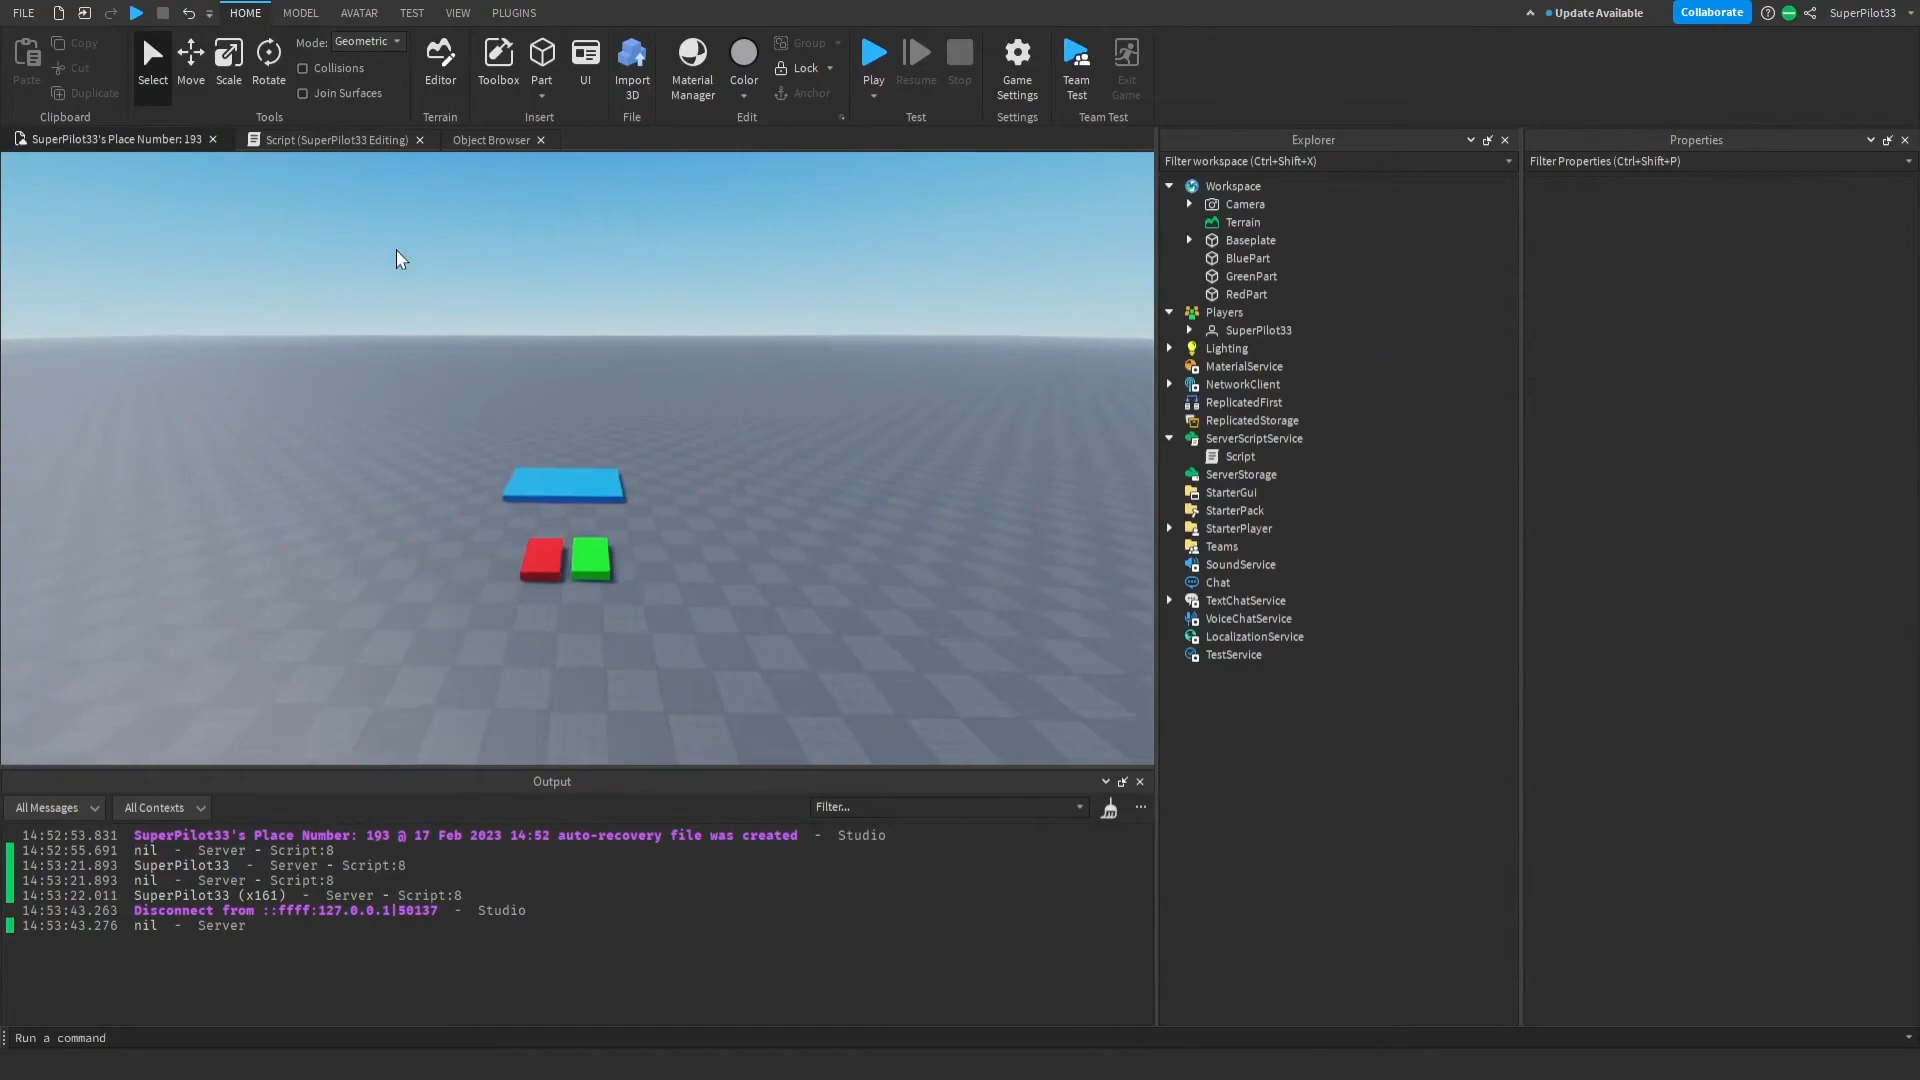 FILE HOME MODEL AVATAR TEST VIEW PLUGINS Update Available Collaborate SuperPilot33
Paste Copy Cut Duplicate
Clipboard
Select Move Scale Rotate
Mode: Geometric
Collisions
Join Surfaces
Tools
Editor
Terrain
Toolbox Part UI
Insert
Import 3D
File
Material Manager Color
Group
Lock
Anchor
Edit
Play Resume Stop
Test
Game Settings
Settings
Team Test Exit Game
Team Test
SuperPilot33's Place Number: 193 Script (SuperPilot33 Editing) Object Browser
Explorer
Filter workspace (Ctrl+Shift+X)
Workspace
Camera
Terrain
Baseplate
BluePart
GreenPart
RedPart
Players
SuperPilot33
Lighting
MaterialService
NetworkClient
ReplicatedFirst
ReplicatedStorage
ServerScriptService
Script
ServerStorage
StarterGui
StarterPack
StarterPlayer
Teams
SoundService
Chat
TextChatService
VoiceChatService
LocalizationService
TestService
Properties
Filter Properties (Ctrl+Shift+P)
Output
All Messages All Contexts Filter... ...
14:52:53.831 SuperPilot33's Place Number: 193 @ 17 Feb 2023 14:52 auto-recovery file was created - Studio
14:52:55.691 nil - Server - Script:8
14:53:21.893 SuperPilot33 - Server - Script:8
14:53:21.893 nil - Server - Script:8
14:53:22.011 SuperPilot33 (x161) - Server - Script:8
14:53:43.263 Disconnect from ::ffff:127.0.0.1|50137 - Studio
14:53:43.276 nil - Server
Run a command